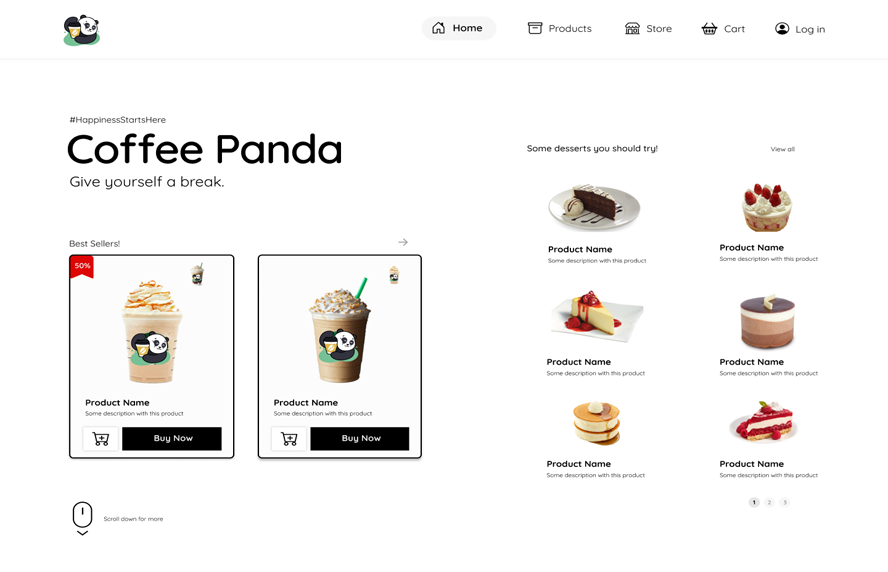 Home
Products
Store
Cart
Log in
#HappinessStartsHere
Coffee Panda
Give yourself a break.
Best Sellers!
50%
Product Name
Some description with this product
Buy Now
Product Name
Some description with this product
Buy Now
Scroll down for more
Some desserts you should try!
View all
Product Name
Some description with this product
Product Name
Some description with this product
Product Name
Some description with this product
Product Name
Some description with this product
Product Name
Some description with this product
Product Name
Some description with this product
1 2 3